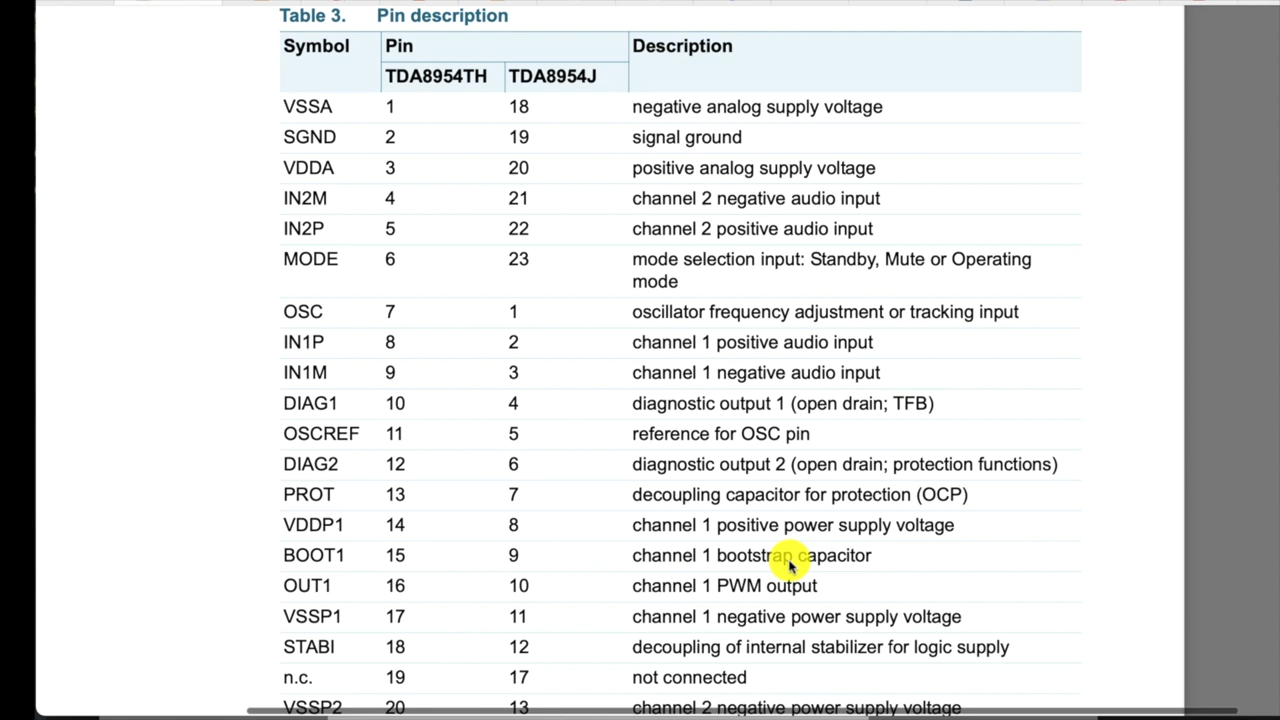 Table 3. Pin description
Symbol Pin Description
TDA8954TH TDA8954J
VSSA 1 18 negative analog supply voltage
SGND 2 19 signal ground
VDDA 3 20 positive analog supply voltage
IN2M 4 21 channel 2 negative audio input
IN2P 5 22 channel 2 positive audio input
MODE 6 23 mode selection input: Standby, Mute or Operating
mode
OSC 7 1 oscillator frequency adjustment or tracking input
IN1P 8 2 channel 1 positive audio input
IN1M 9 3 channel 1 negative audio input
DIAG1 10 4 diagnostic output 1 (open drain; TFB)
OSCREF 11 5 reference for OSC pin
DIAG2 12 6 diagnostic output 2 (open drain; protection functions)
PROT 13 7 decoupling capacitor for protection (OCP)
VDDP1 14 8 channel 1 positive power supply voltage
BOOT1 15 9 channel 1 bootstrap capacitor
OUT1 16 10 channel 1 PWM output
VSSP1 17 11 channel 1 negative power supply voltage
STABI 18 12 decoupling of internal stabilizer for logic supply
n.c. 19 17 not connected
VSSP2 20 13 channel 2 negative power supply voltage